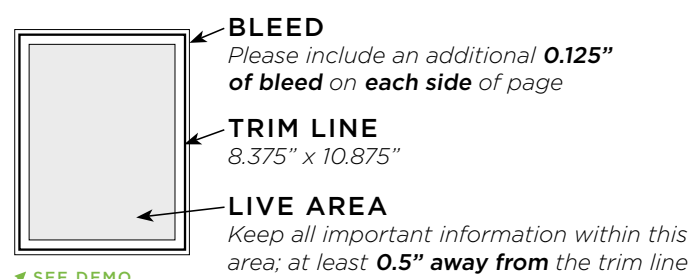 BLEED
Please include an additional 0.125”
of bleed on each side of page
TRIM LINE
8.375” x 10.875”
LIVE AREA
Keep all important information within this
area; at least 0.5” away from the trim line
SEE DEMO